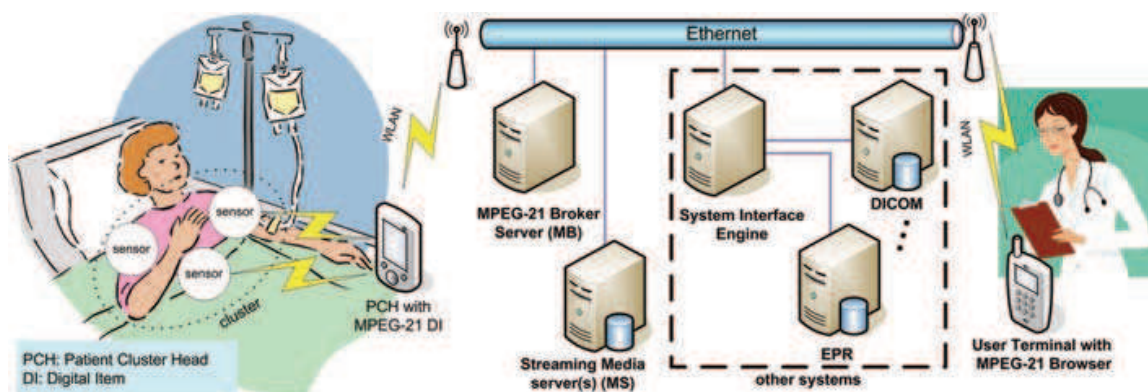 Ethernet
WLAN
WLAN
sensor
sensor
sensor
cluster
PCH with
MPEG-21 DI
PCH: Patient Cluster Head
DI: Digital Item
MPEG-21 Broker
Server (MB)
Streaming Media
server(s) (MS)
System Interface
Engine
DICOM
EPR
other systems
User Terminal with
MPEG-21 Browser